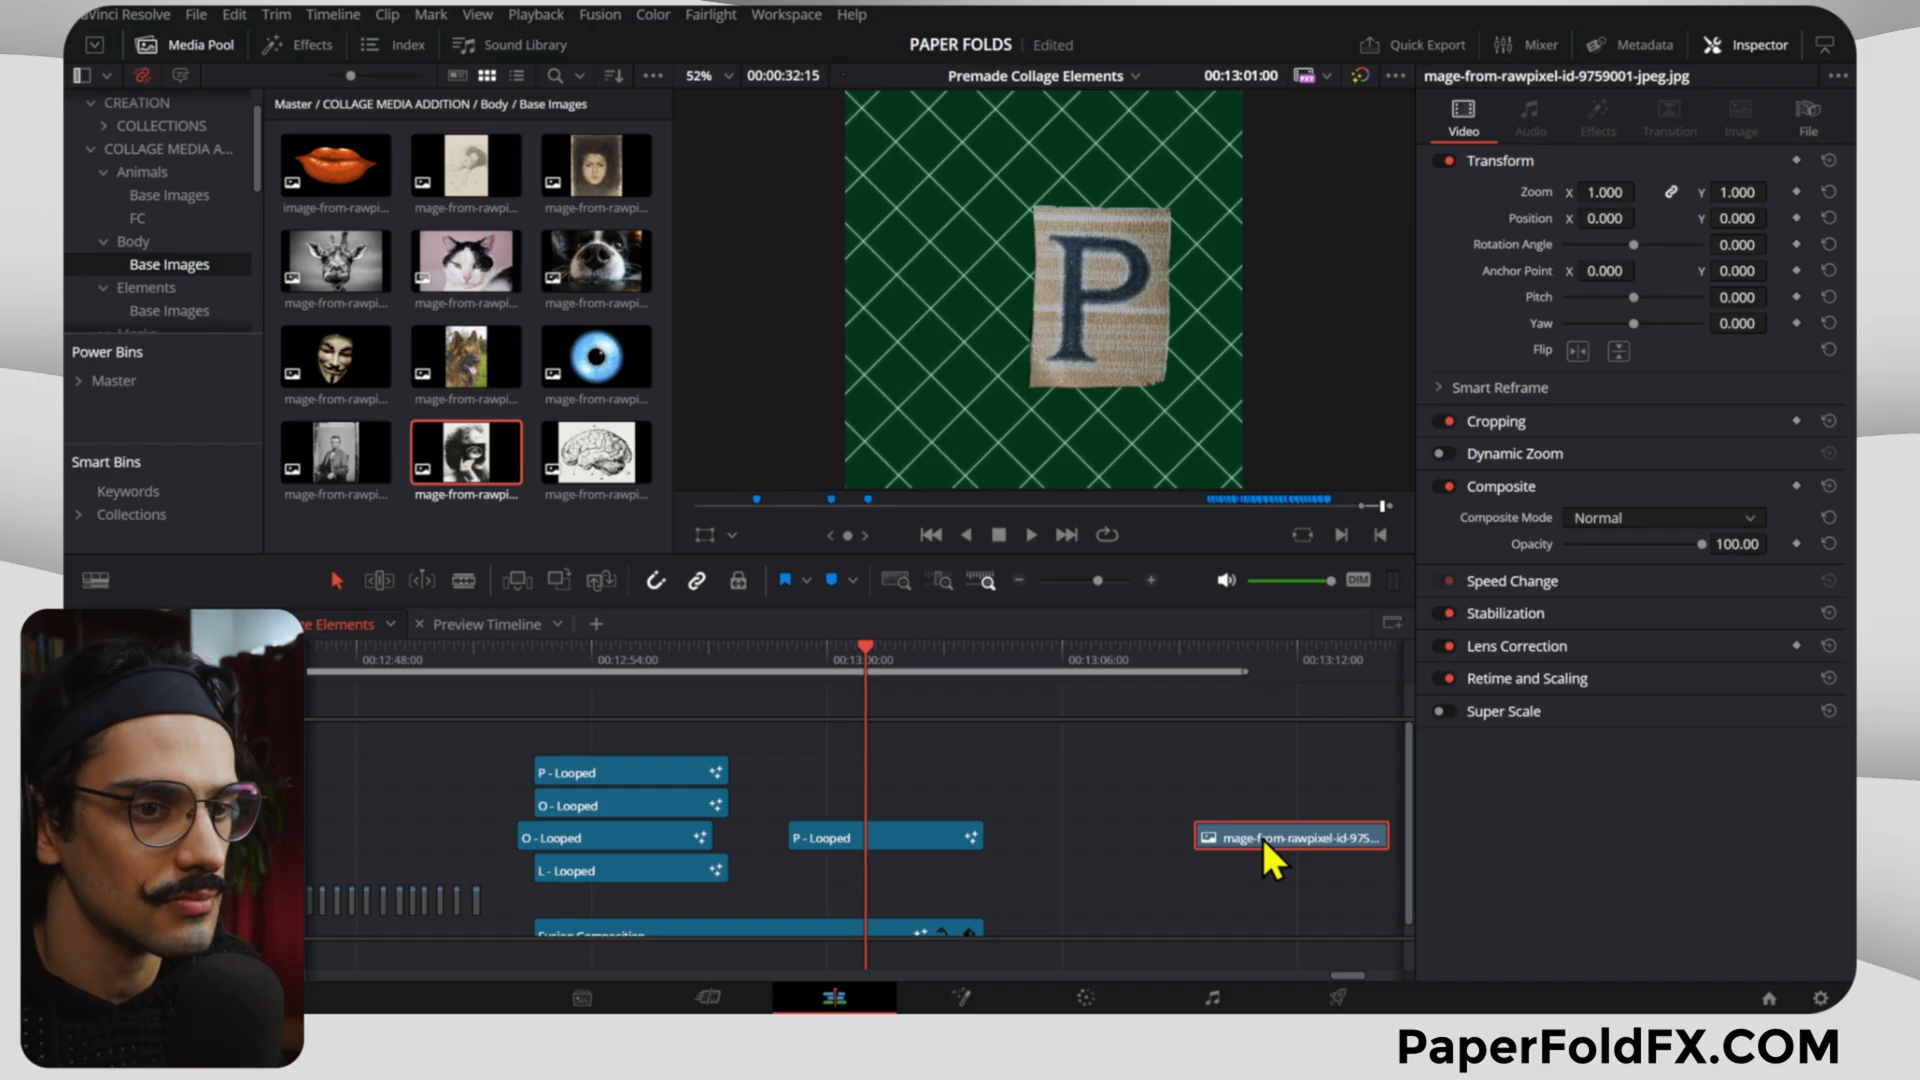 aVinci Resolve File Edit Trim Timeline Clip Mark View Playback Fusion Color Fairlight Workspace Help
Media Pool Effects Index Sound Library
PAPER FOLDS Edited
Quick Export Mixer Metadata Inspector
52% 00:00:32:15 Premade Collage Elements 00:13:01:00
mage-from-rawpixel-id-9759001-jpeg.jpg
CREATION
COLLECTIONS
COLLAGE MEDIA A...
Animals
Base Images
FC
Body
Base Images
Elements
Base Images
Power Bins
Master
Smart Bins
Keywords
Collections
Master / COLLAGE MEDIA ADDITION / Body / Base Images
image-from-rawpi... mage-from-rawpi... mage-from-rawpi...
mage-from-rawpi... mage-from-rawpi... mage-from-rawpi...
mage-from-rawpi... mage-from-rawpi... mage-from-rawpi...
mage-from-rawpi... mage-from-rawpi... mage-from-rawpi...
P
Video Audio Effects Transition Image File
Transform
Zoom X 1.000 Y 1.000
Position X 0.000 Y 0.000
Rotation Angle 0.000
Anchor Point X 0.000 Y 0.000
Pitch 0.000
Yaw 0.000
Flip
Smart Reframe
Cropping
Dynamic Zoom
Composite
Composite Mode Normal
Opacity 100.00
Speed Change
Stabilization
Lens Correction
Retime and Scaling
Super Scale
DIM
e Elements Preview Timeline
00:12:48:00 00:12:54:00 00:13:00:00 00:13:06:00 00:13:12:00
P - Looped
O - Looped
O - Looped P - Looped mage-from-rawpixel-id-975...
L - Looped
Fusion Composition
PaperFoldFX.COM